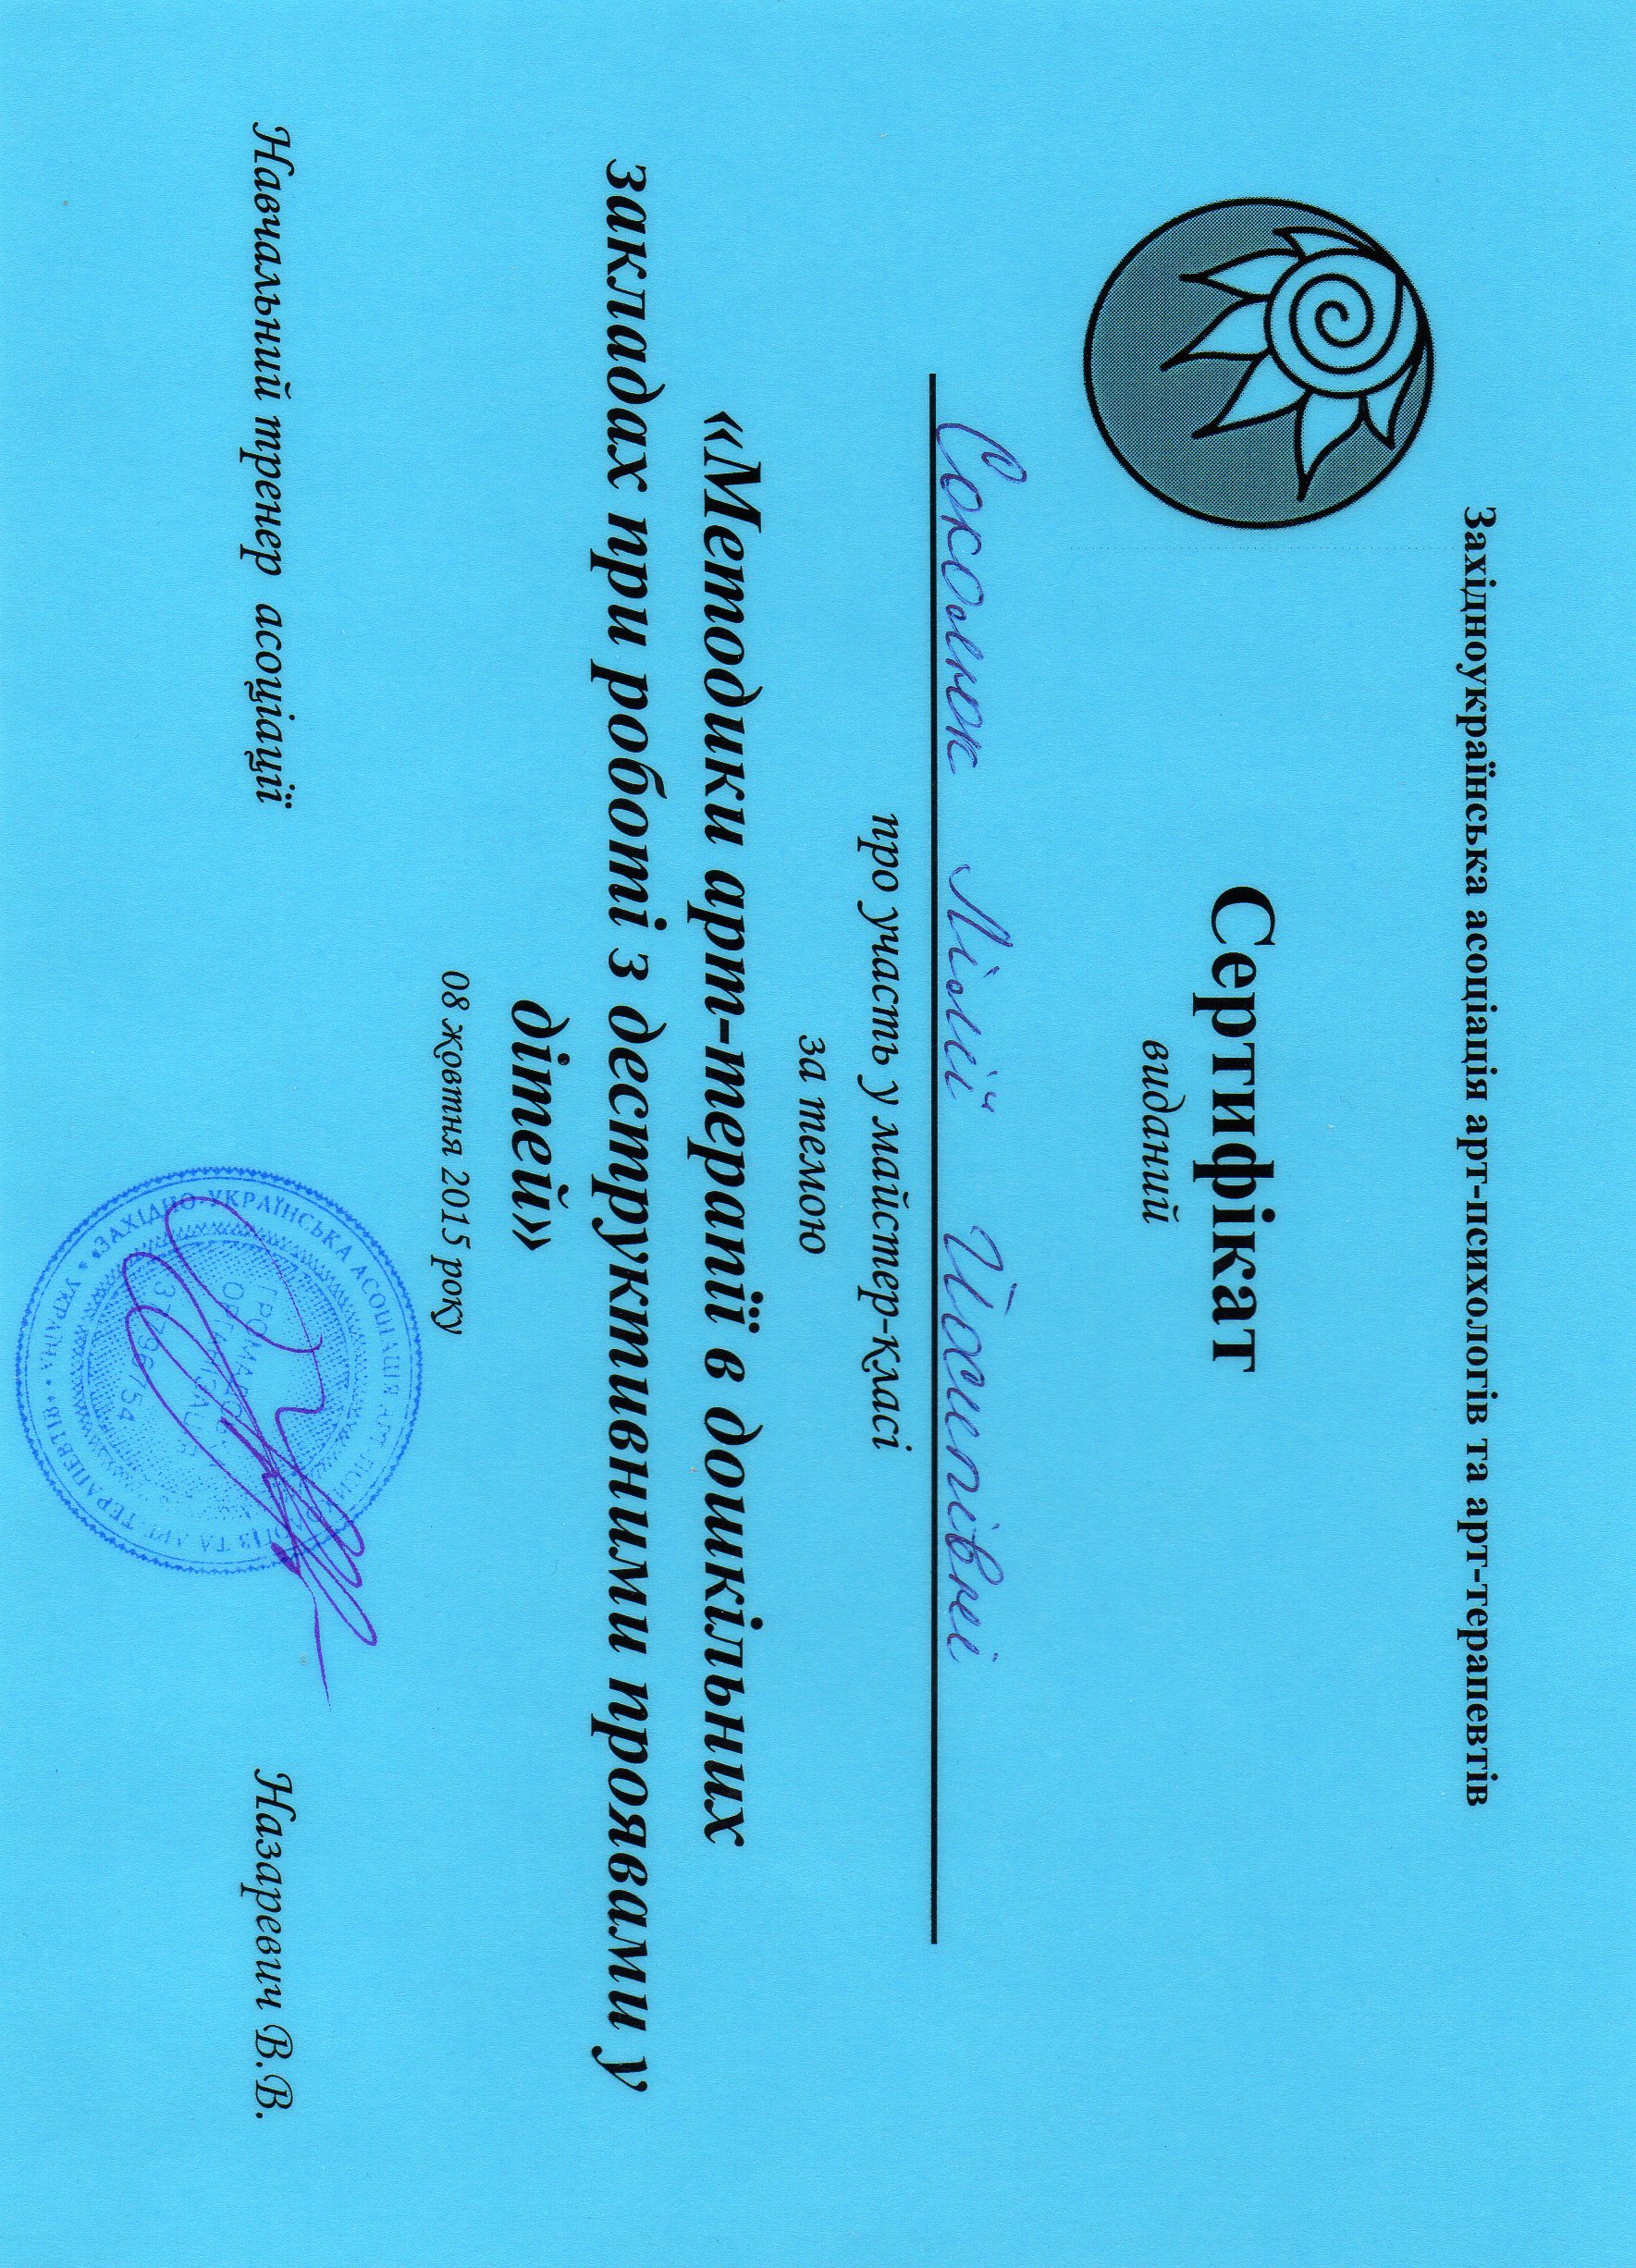 Західноукраїнська асоціація арт-психологів та арт-терапевтів
Сертифікат
виданий
Соколюк Лілії Йосипівні
про участь у майстер-класі
за темою
«Методики арт-терапії в дошкільних
закладах при роботі з деструктивними проявами у
дітей»
08 жовтня 2015 року
Навчальний тренер асоціації
Назаревич В.В.
ЗАХІДНОУКРАЇНСЬКА АСОЦІАЦІЯ АРТ-ПСИХОЛОГІВ ТА АРТ-ТЕРАПЕВТІВ
УКРАЇНА
ГРОМАДСЬКА
ОРГАНІЗАЦІЯ
37796754